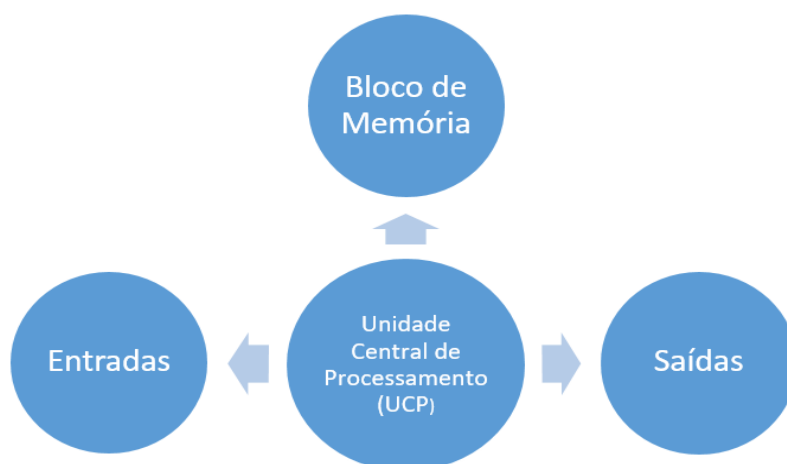 Bloco de
Memória
Entradas
Unidade
Central de
Processamento
(UCP)
Saídas